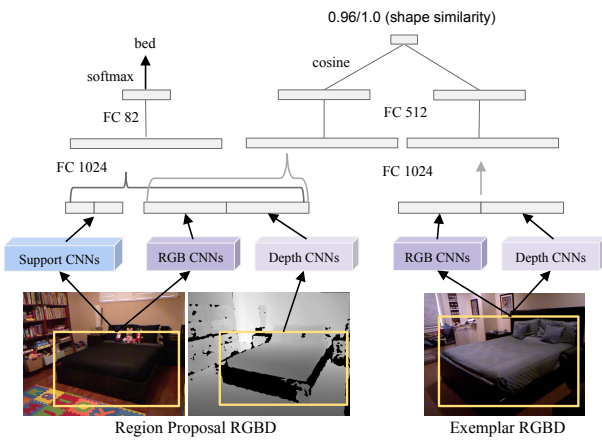 0.96/1.0 (shape similarity)
bed
cosine
softmax
FC 82
FC 512
FC 1024
FC 1024
Support CNNs
RGB CNNs
Depth CNNs
RGB CNNs
Depth CNNs
Region Proposal RGBD
Exemplar RGBD